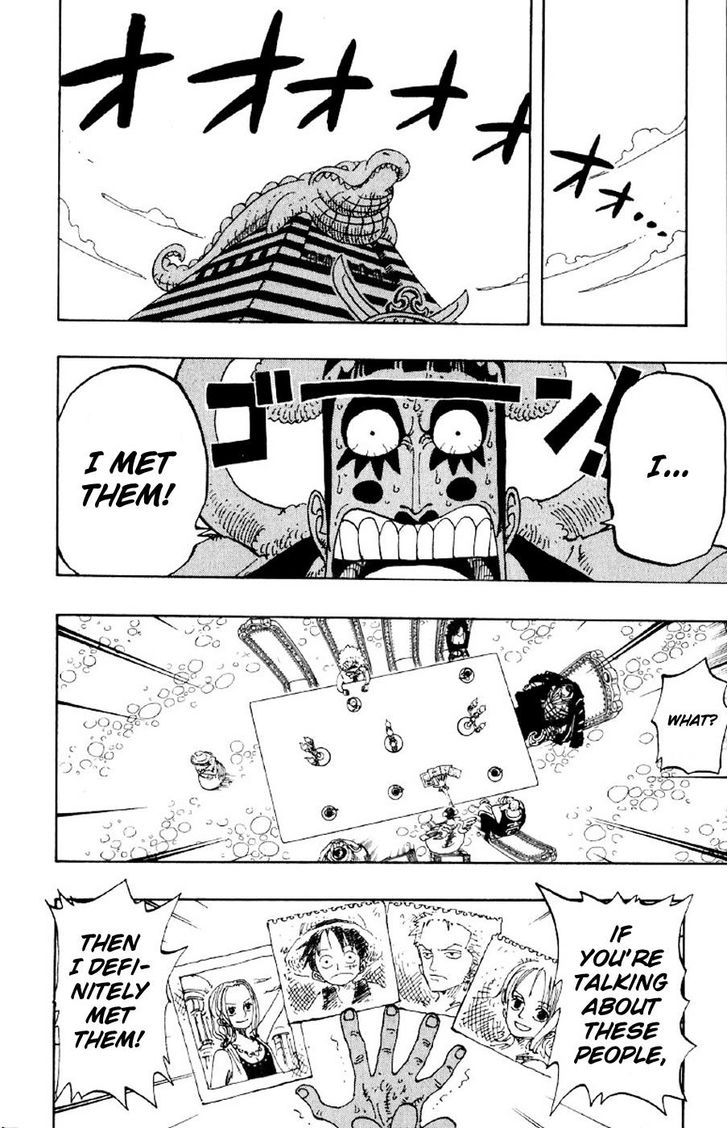 オオオオオオオ...
ゴーン!!
I...
I MET
THEM!
WHAT?
IF
YOU'RE
TALKING
ABOUT
THESE
PEOPLE,
THEN
I DEFI-
NITELY
MET
THEM!